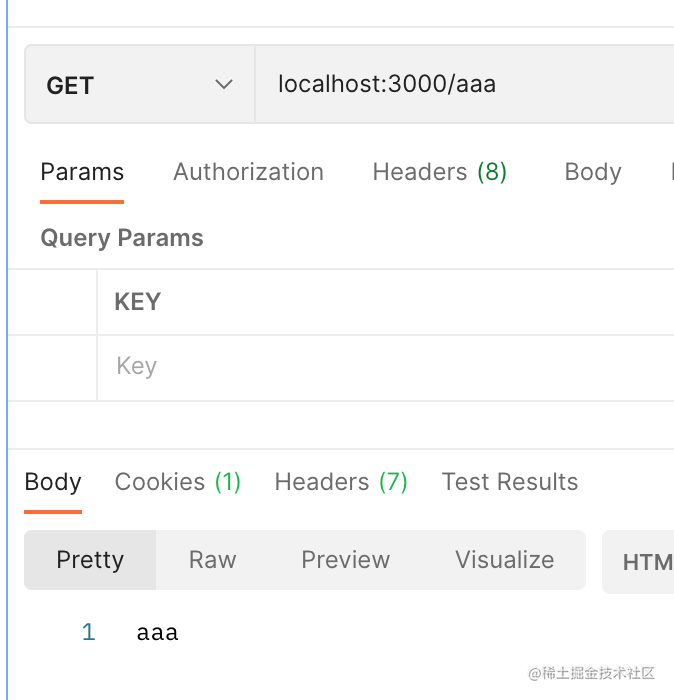 GET localhost:3000/aaa
Params Authorization Headers (8) Body
Query Params
KEY
Key
Body Cookies (1) Headers (7) Test Results
Pretty Raw Preview Visualize HTM
1 aaa
@稀土掘金技术社区